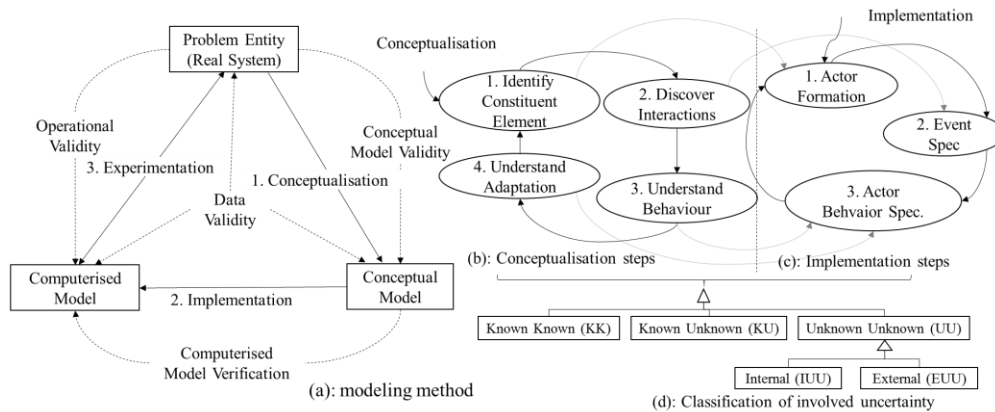 Problem Entity
(Real System)
Operational
Validity
Conceptual
Model Validity
3. Experimentation
1. Conceptualisation
Data
Validity
Computerised
Model
2. Implementation
Conceptual
Model
Computerised
Model Verification
(a): modeling method
Conceptualisation
1. Identify
Constituent
Element
2. Discover
Interactions
4. Understand
Adaptation
3. Understand
Behaviour
(b): Conceptualisation steps
Implementation
1. Actor
Formation
2. Event
Spec
3. Actor
Behvaior Spec.
(c): Implementation steps
Known Known (KK)
Known Unknown (KU)
Unknown Unknown (UU)
Internal (IUU)
External (EUU)
(d): Classification of involved uncertainty